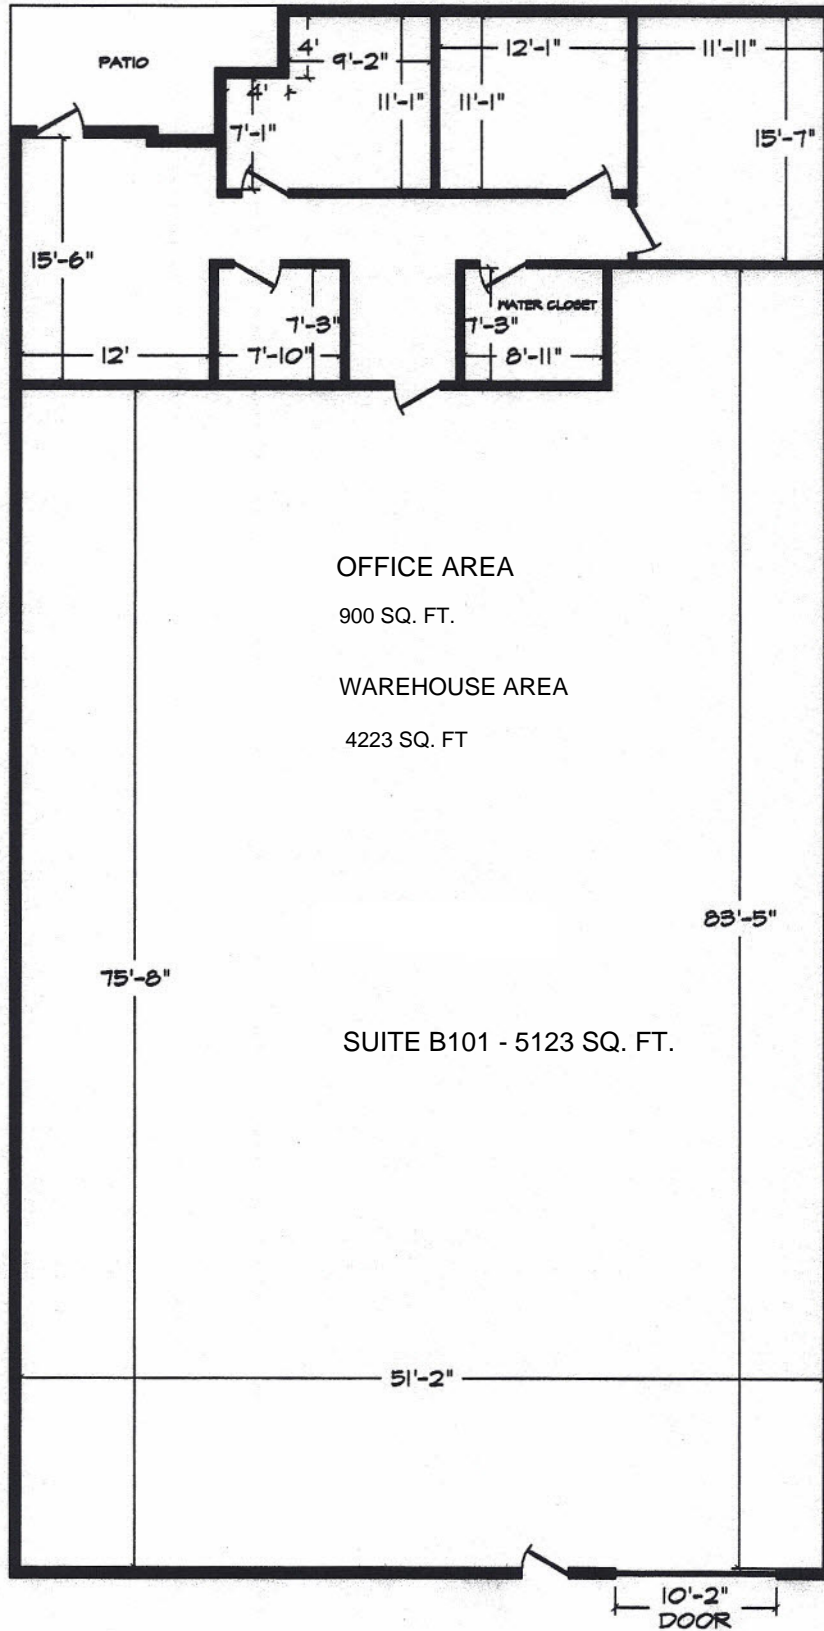 PATIO
4'
9'-2"
12'-1"
11'-11"
4'
11'-1"
11'-1"
7'-1"
15'-7"
15'-6"
WATER CLOSET
7'-3"
7'-3"
12'
7'-10"
8'-11"
OFFICE AREA
900 SQ. FT.
WAREHOUSE AREA
4223 SQ. FT
83'-5"
75'-8"
SUITE B101 - 5123 SQ. FT.
51'-2"
10'-2"
DOOR